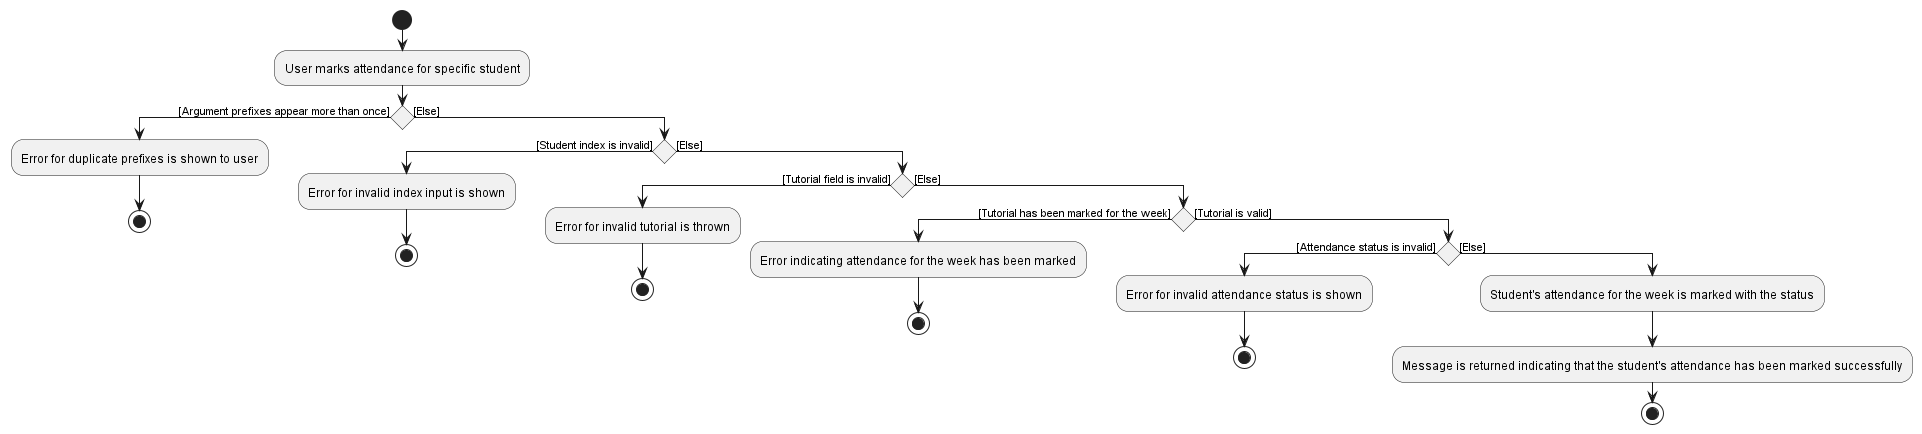 User marks attendance for specific student
[Argument prefixes appear more than once]
[Else]
Error for duplicate prefixes is shown to user
[Student index is invalid]
[Else]
Error for invalid index input is shown
[Tutorial field is invalid]
[Else]
Error for invalid tutorial is thrown
[Tutorial has been marked for the week]
[Tutorial is valid]
Error indicating attendance for the week has been marked
[Attendance status is invalid]
[Else]
Error for invalid attendance status is shown
Student's attendance for the week is marked with the status
Message is returned indicating that the student's attendance has been marked successfully